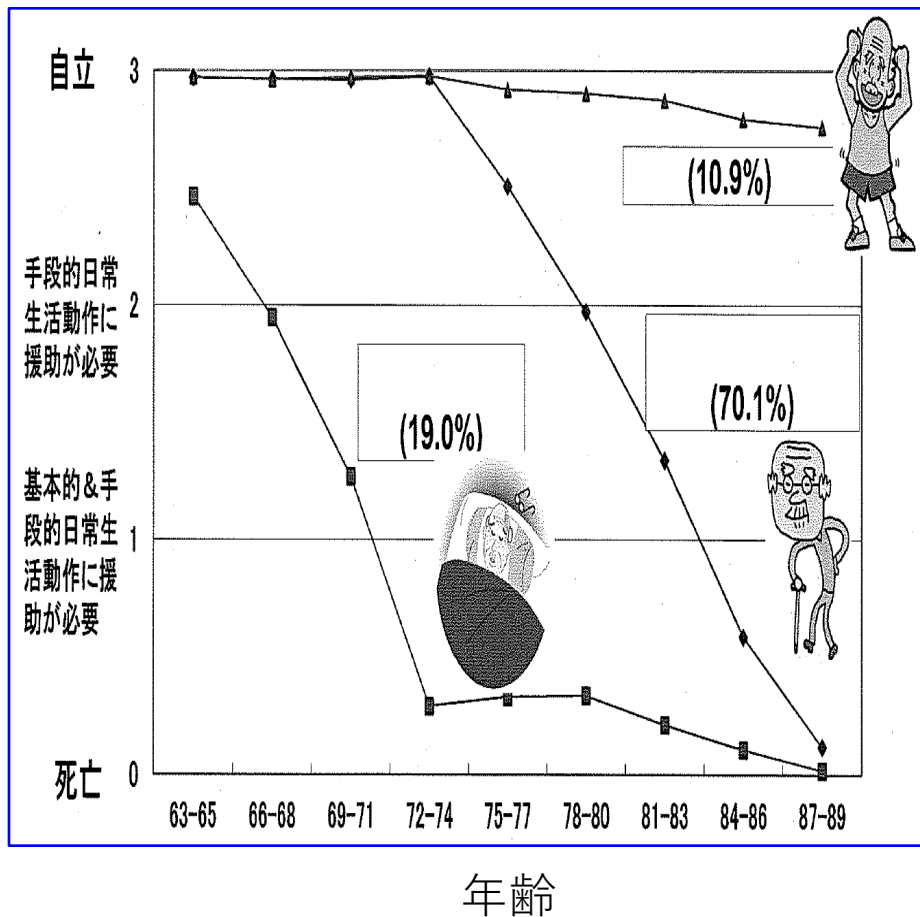 自立
3
(10.9%)
手段的日常
生活動作に
援助が必要
2
(19.0%)
(70.1%)
基本的&手
段的日常生
活動作に援
助が必要
1
死亡
0
63-65 66-68 69-71 72-74 75-77 78-80 81-83 84-86 87-89
年齢